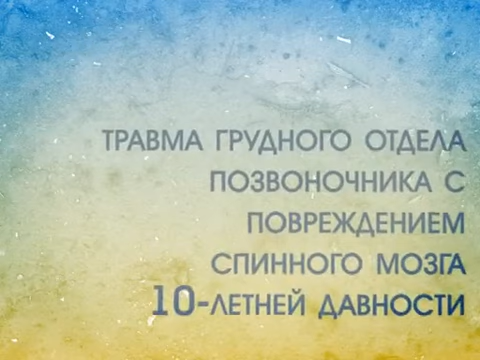 ТРАВМА ГРУДНОГО ОТДЕЛА
ПОЗВОНОЧНИКА С
ПОВРЕЖДЕНИЕМ
СПИННОГО МОЗГА
10-ЛЕТНЕЙ ДАВНОСТИ